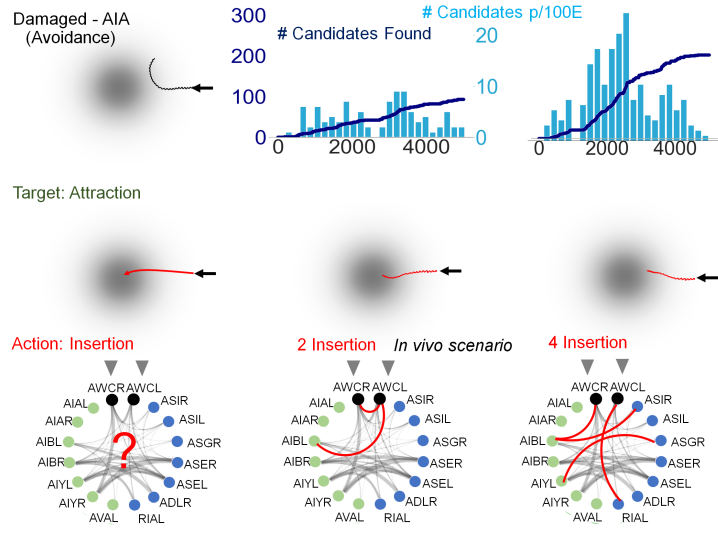 Damaged - AIA
(Avoidance)
300
200
100
0
# Candidates Found
# Candidates p/100E
20
10
0
0 2000 4000
0 2000 4000
Target: Attraction
Action: Insertion
2 Insertion
In vivo scenario
4 Insertion
AWCR AWCL
AIAL ASIR
AIAR ASIL
AIBL ASGR
AIBR ASER
AIYL ASEL
AIYR ADLR
AVAL RIAL
?
AWCR AWCL
AIAL ASIR
AIAR ASIL
AIBL ASGR
AIBR ASER
AIYL ASEL
AIYR ADLR
AVAL RIAL
AWCR AWCL
AIAL ASIR
AIAR ASIL
AIBL ASGR
AIBR ASER
AIYL ASEL
AIYR ADLR
AVAL RIAL